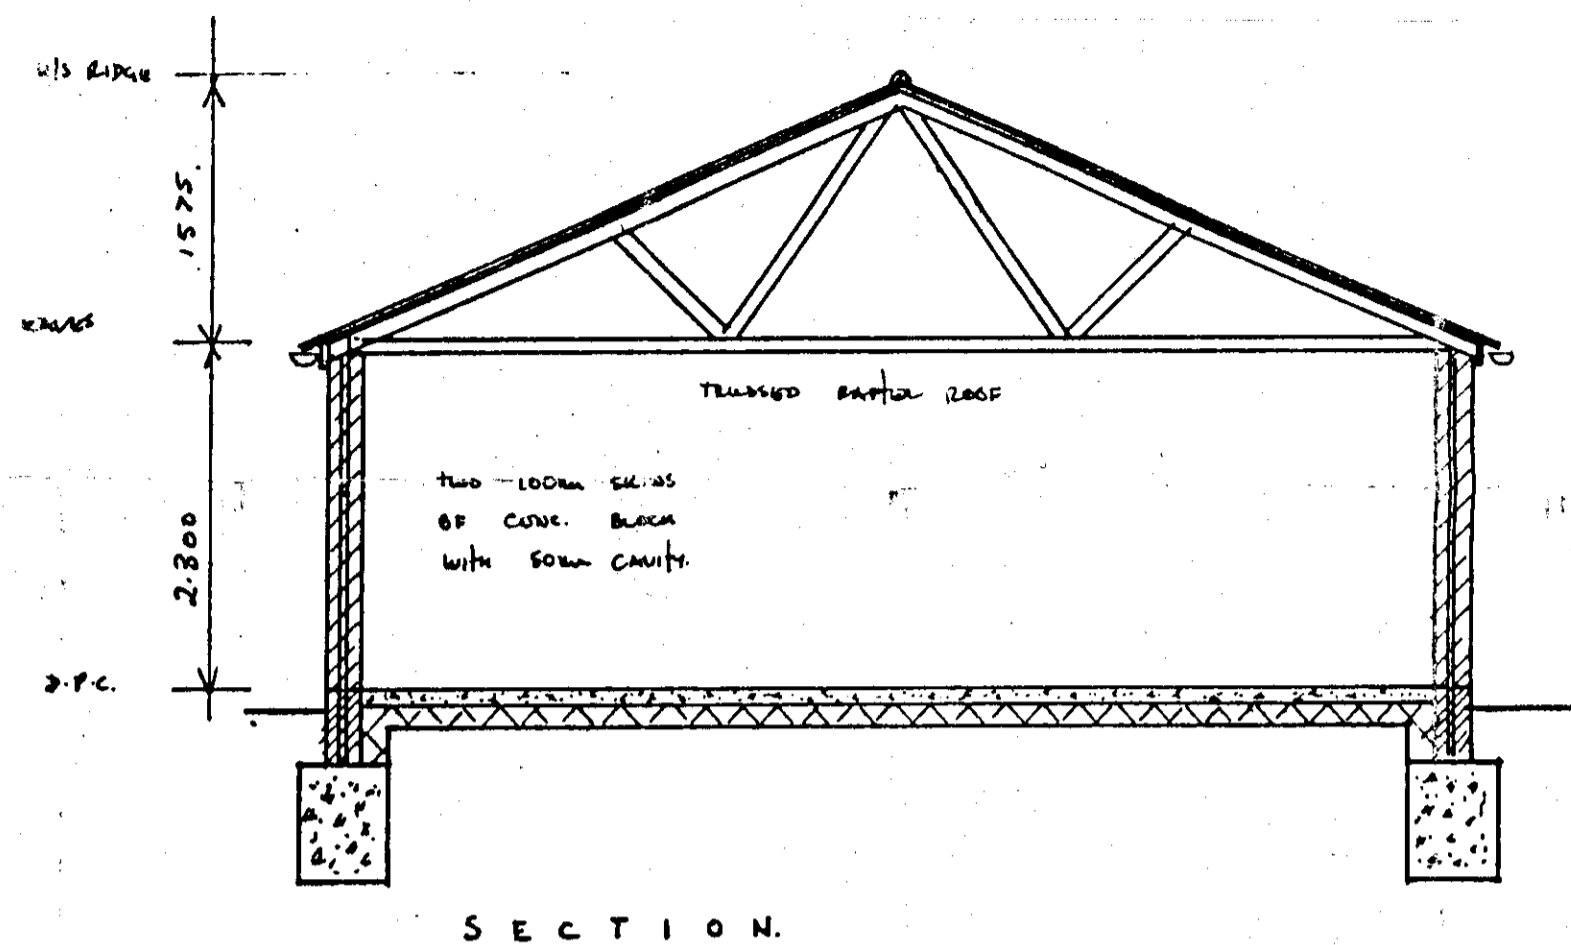 U/S RIDGE
1575.
EAVES
TRUSSED RAFTER ROOF
TWO 100mm SKINS
OF CONC. BLOCK
WITH 50mm CAVITY.
2.300
D.P.C.
SECTION.